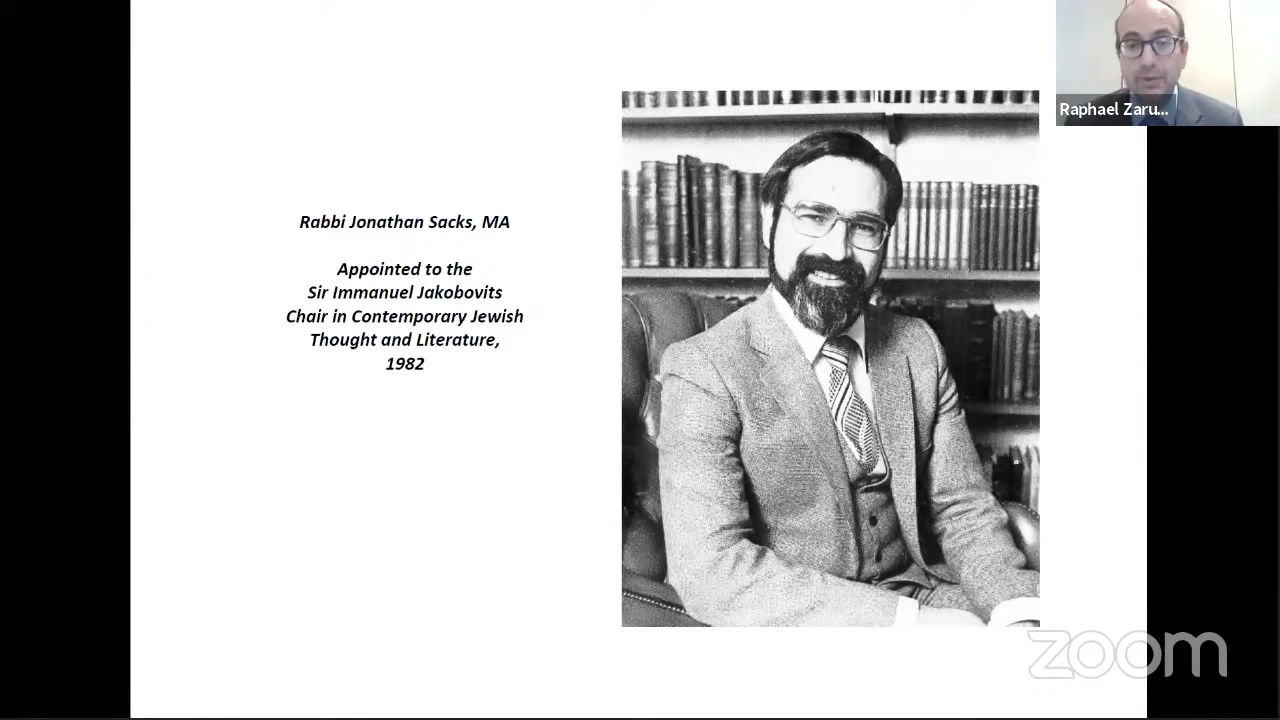 Raphael Zaru...
Rabbi Jonathan Sacks, MA
Appointed to the
Sir Immanuel Jakobovits
Chair in Contemporary Jewish
Thought and Literature,
1982
zoom